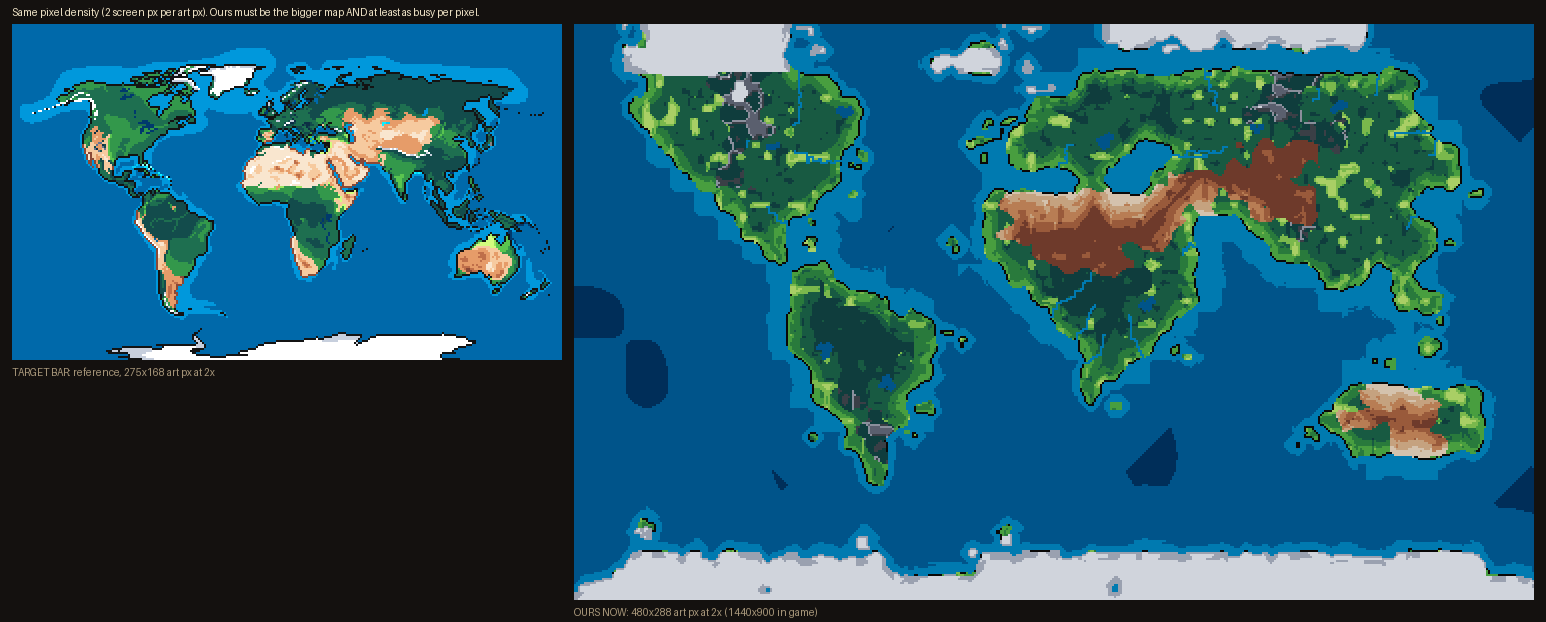 Same pixel density (2 screen px per art px). Ours must be the bigger map AND at least as busy per pixel.
TARGET BAR: reference, 275x168 art px at 2x
OURS NOW: 480x288 art px at 2x (1440x900 in game)